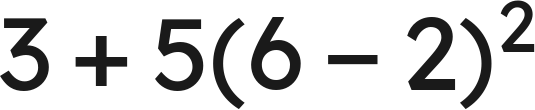 3 + 5(6 − 2)²